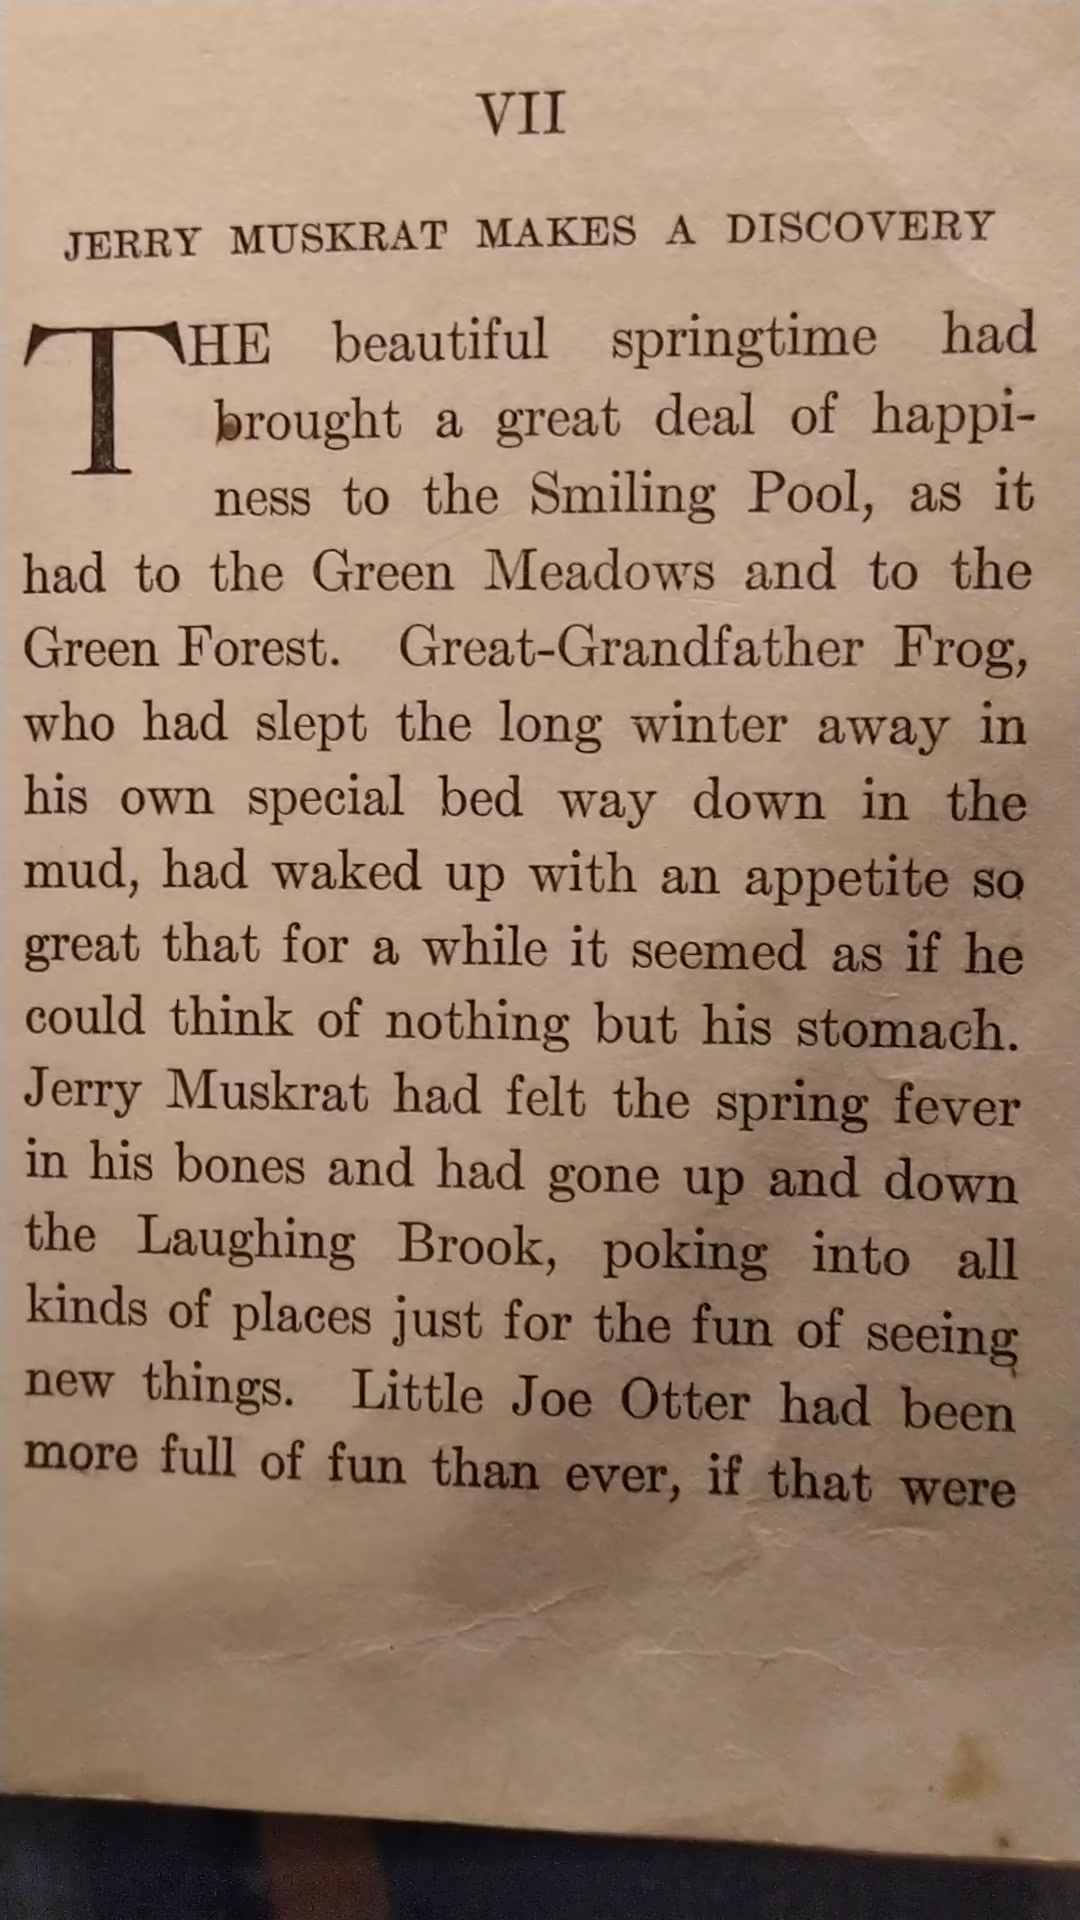 VII
JERRY MUSKRAT MAKES A DISCOVERY
THE beautiful springtime had
brought a great deal of happi-
ness to the Smiling Pool, as it
had to the Green Meadows and to the
Green Forest. Great-Grandfather Frog,
who had slept the long winter away in
his own special bed way down in the
mud, had waked up with an appetite so
great that for a while it seemed as if he
could think of nothing but his stomach.
Jerry Muskrat had felt the spring fever
in his bones and had gone up and down
the Laughing Brook, poking into all
kinds of places just for the fun of seeing
new things. Little Joe Otter had been
more full of fun than ever, if that were